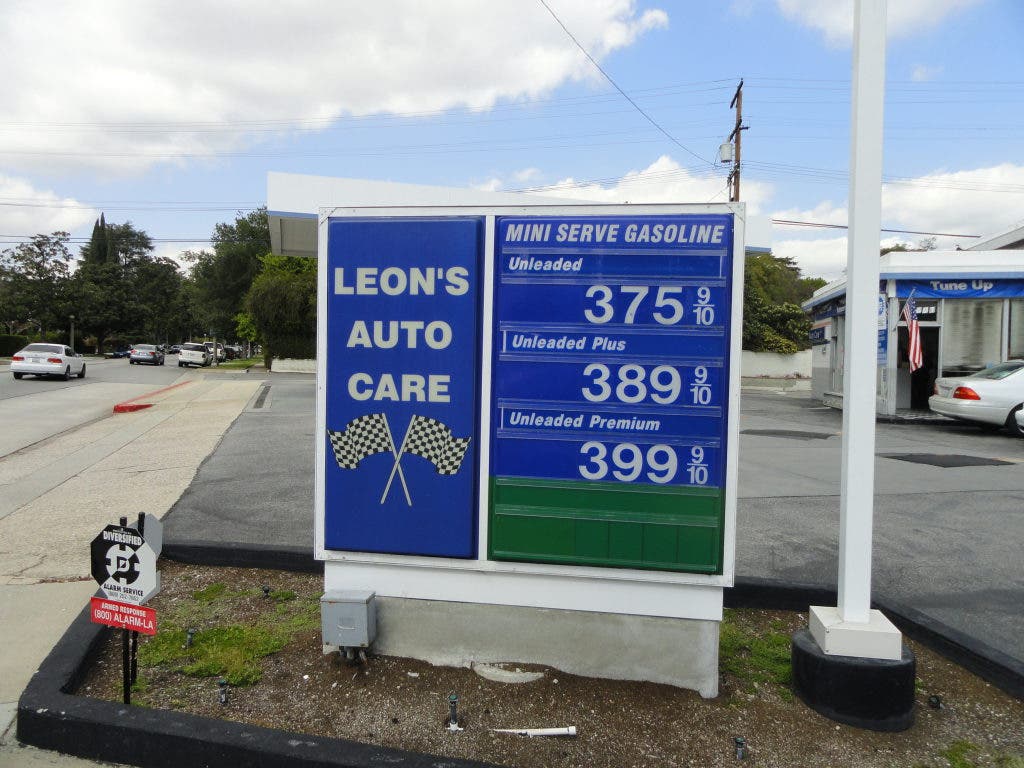 LEON'S
AUTO
CARE
MINI SERVE GASOLINE
Unleaded
375 9/10
Unleaded Plus
389 9/10
Unleaded Premium
399 9/10
Tune Up
DIVERSIFIED
D
ALARM SERVICE
ARMED RESPONSE
(800) ALARM-LA